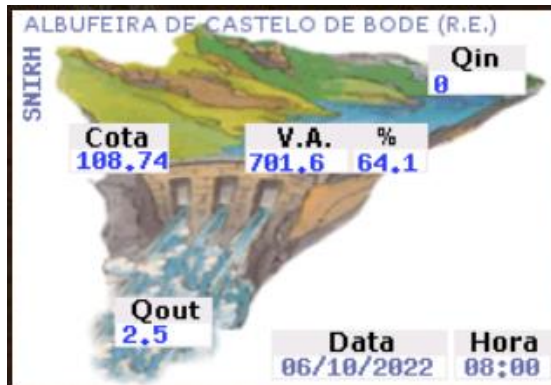 ALBUFEIRA DE CASTELO DE BODE (R.E.)
SNIRH
Qin
0
Cota V.A. %
108.74 701.6 64.1
Qout
2.5
Data Hora
06/10/2022 08:00